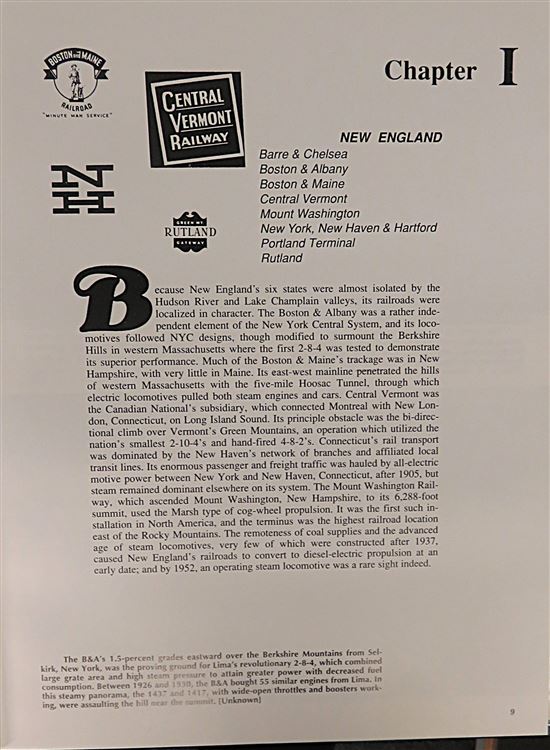 BOSTON AND MAINE
RAILROAD
"MINUTE MAN SERVICE"
Chapter I
CENTRAL
VERMONT
RAILWAY
NH
GREEN MT.
RUTLAND
GATEWAY
NEW ENGLAND
Barre & Chelsea
Boston & Albany
Boston & Maine
Central Vermont
Mount Washington
New York, New Haven & Hartford
Portland Terminal
Rutland
Because New England's six states were almost isolated by the
Hudson River and Lake Champlain valleys, its railroads were
localized in character. The Boston & Albany was a rather inde-
pendent element of the New York Central System, and its loco-
motives followed NYC designs, though modified to surmount the Berkshire
Hills in western Massachusetts where the first 2-8-4 was tested to demonstrate
its superior performance. Much of the Boston & Maine's trackage was in New
Hampshire, with very little in Maine. Its east-west mainline penetrated the hills
of western Massachusetts with the five-mile Hoosac Tunnel, through which
electric locomotives pulled both steam engines and cars. Central Vermont was
the Canadian National's subsidiary, which connected Montreal with New Lon-
don, Connecticut, on Long Island Sound. Its principle obstacle was the bi-direc-
tional climb over Vermont's Green Mountains, an operation which utilized the
nation's smallest 2-10-4's and hand-fired 4-8-2's. Connecticut's rail transport
was dominated by the New Haven's network of branches and affiliated local
transit lines. Its enormous passenger and freight traffic was hauled by all-electric
motive power between New York and New Haven, Connecticut, after 1905, but
steam remained dominant elsewhere on its system. The Mount Washington Rail-
way, which ascended Mount Washington, New Hampshire, to its 6,288-foot
summit, used the Marsh type of cog-wheel propulsion. It was the first such in-
stallation in North America, and the terminus was the highest railroad location
east of the Rocky Mountains. The remoteness of coal supplies and the advanced
age of steam locomotives, very few of which were constructed after 1937,
caused New England's railroads to convert to diesel-electric propulsion at an
early date; and by 1952, an operating steam locomotive was a rare sight indeed.
The B&A's 1.5-percent grades eastward over the Berkshire Mountains from Sel-
kirk, New York, was the proving ground for Lima's revolutionary 2-8-4, which combined
large grate area and high steam pressure to attain greater power with decreased fuel
consumption. Between 1926 and 1930, the B&A bought 55 similar engines from Lima. In
this steamy panorama, the 1437 and 1417, with wide-open throttles and boosters work-
ing, were assaulting the hill near the summit. [Unknown]
9